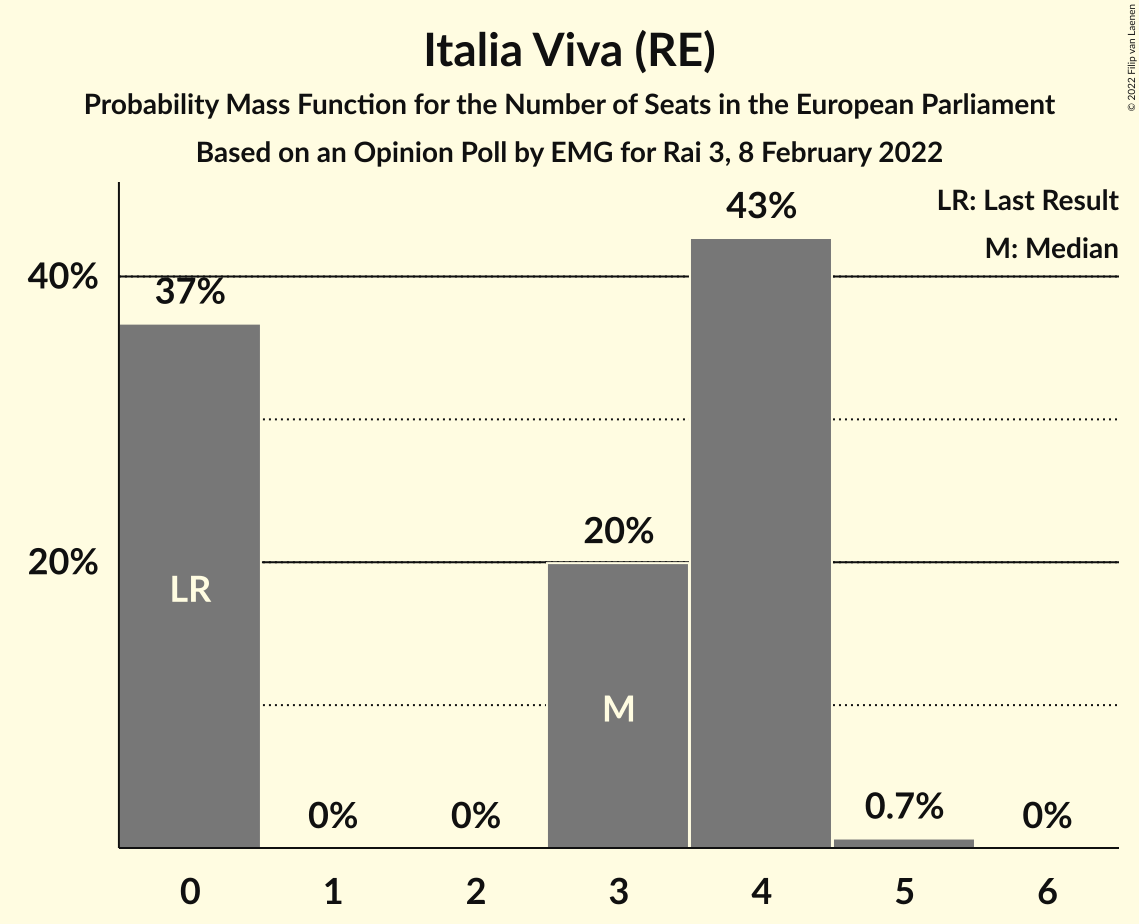 Italia Viva (RE)
Probability Mass Function for the Number of Seats in the European Parliament
Based on an Opinion Poll by EMG for Rai 3, 8 February 2022
© 2022 Filip van Laenen
LR: Last Result
M: Median
40%
20%
37%
0%
0%
20%
43%
0.7%
0%
LR
M
0
1
2
3
4
5
6